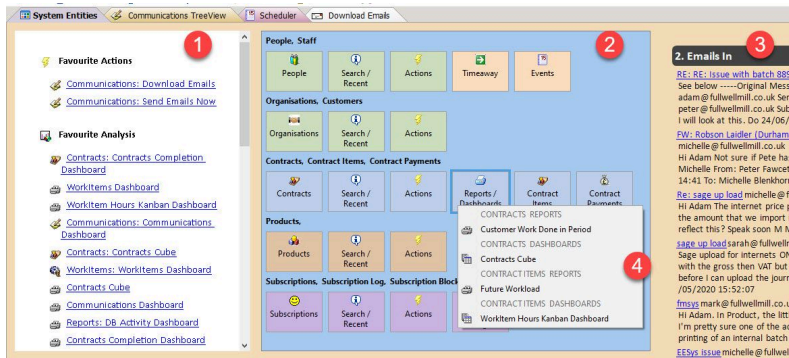 System Entities
Communications TreeView
Scheduler
Download Emails
1
Favourite Actions
Communications: Download Emails
Communications: Send Emails Now
Favourite Analysis
Contracts: Contracts Completion
Dashboard
WorkItems Dashboard
WorkItem Hours Kanban Dashboard
Communications: Communications
Dashboard
Contracts: Contracts Cube
WorkItems: WorkItems Dashboard
Contracts Cube
Communications Dashboard
Reports: DB Activity Dashboard
Contracts Completion Dashboard
2
People, Staff
People
Search /
Recent
Actions
Timeaway
Events
Organisations, Customers
Organisations
Search /
Recent
Actions
Contracts, Contract Items, Contract Payments
Contracts
Search /
Recent
Actions
Reports /
Dashboards
Contract
Items
Contract
Payments
Products,
Products
Search /
Recent
Actions
Subscriptions, Subscription Log, Subscription Bloc
Subscriptions
Search /
Recent
Actions
CONTRACTS REPORTS
Customer Work Done in Period
CONTRACTS DASHBOARDS
Contracts Cube
CONTRACTITEMS REPORTS
Future Workload
CONTRACTITEMS DASHBOARDS
WorkItem Hours Kanban Dashboard
4
3
2. Emails In
RE: RE: Issue with batch 889
See below -----Original Mess
adam@fullwellmill.co.uk Ser
peter@fullwellmill.co.uk Sub
I will look at this. Do 24/06/
FW: Robson Laidler (Durham
michelle@fullwellmill.co.uk
Hi Adam Not sure if Pete ha
Michelle From: Peter Fawcet
14:41 To: Michelle Blenkhor
Re: sage up load michelle@f
Hi Adam The internet price p
the amount that we import
reflect this? Speak soon M M
sage up load sarah@fullwellm
Sage upload for internets ON
with the gross then VAT but
before I can upload the jour
/05/2020 15:52:07
fmsys mark@fullwellmill.co.u
Hi Adam. In Product, the litt
I'm pretty sure one of the ac
printing of an internal batch
EESys issue michelle@fullwel